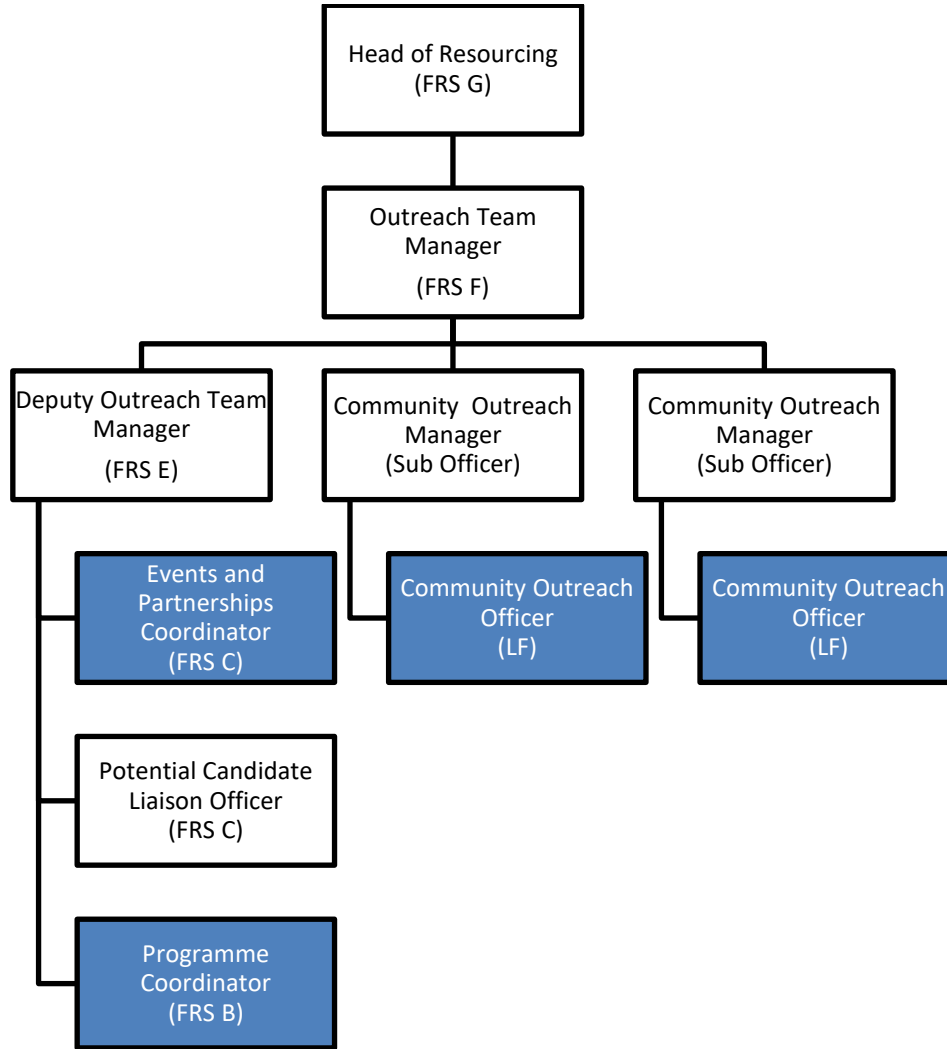 Head of Resourcing
(FRS G)
Outreach Team
Manager
(FRS F)
Deputy Outreach Team
Manager
(FRS E)
Community  Outreach
Manager
(Sub Officer)
Community Outreach
Manager
(Sub Officer)
Events and
Partnerships
Coordinator
(FRS C)
Community Outreach
Officer
(LF)
Community Outreach
Officer
(LF)
Potential Candidate
Liaison Officer
(FRS C)
Programme
Coordinator
(FRS B)